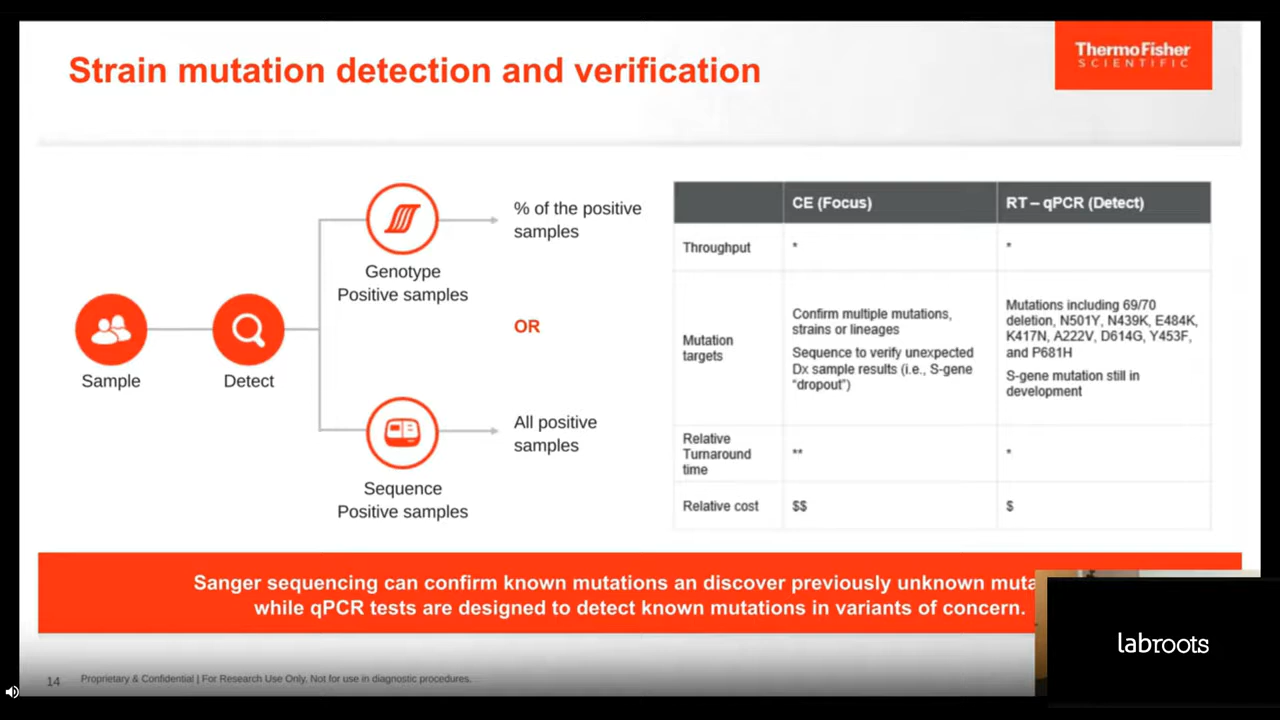 Strain mutation detection and verification
ThermoFisher
SCIENTIFIC
Sample
Detect
Genotype
Positive samples
% of the positive
samples
OR
Sequence
Positive samples
All positive
samples
CE (Focus)
RT – qPCR (Detect)
Throughput
*
*
Mutation
targets
Confirm multiple mutations,
strains or lineages
Sequence to verify unexpected
Dx sample results (i.e., S-gene
“dropout”)
Mutations including 69/70
deletion, N501Y, N439K, E484K,
K417N, A222V, D614G, Y453F,
and P681H
S-gene mutation still in
development
Relative
Turnaround
time
**
*
Relative cost
$$
$
Sanger sequencing can confirm known mutations an discover previously unknown
while qPCR tests are designed to detect known mutations in variants of concern.
labroots
14
Proprietary & Confidential | For Research Use Only. Not for use in diagnostic procedures.